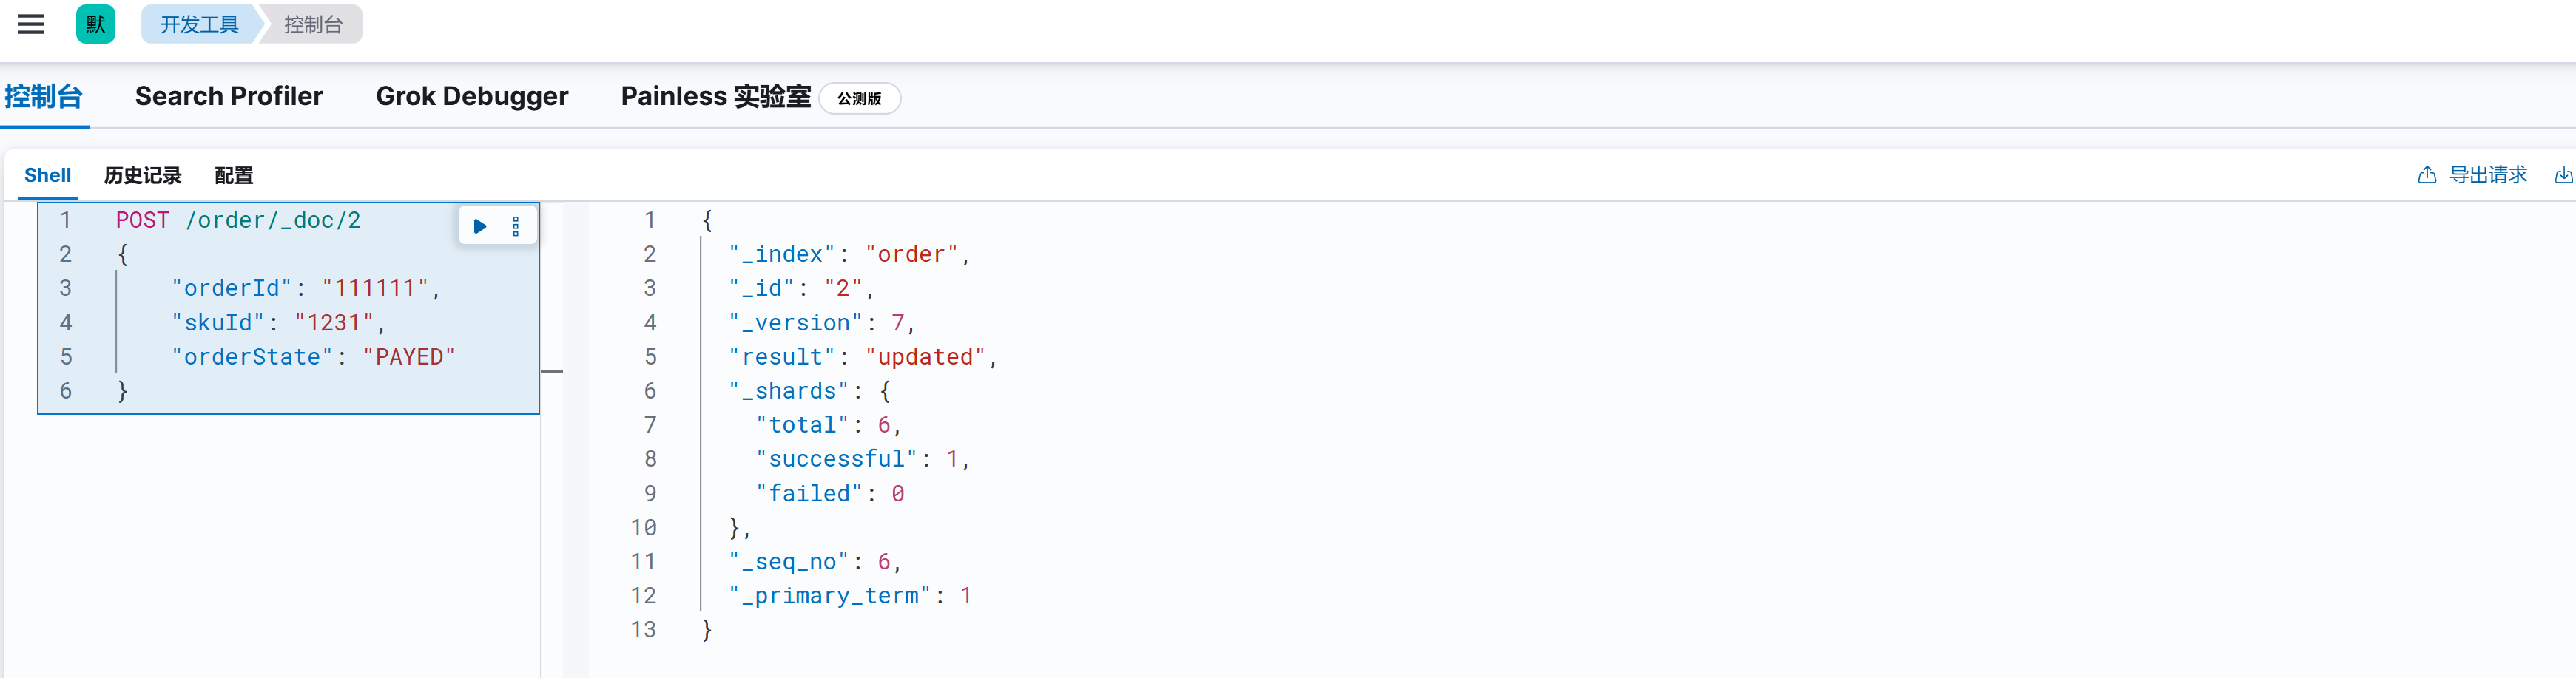 默 开发工具 控制台
控制台 Search Profiler Grok Debugger Painless 实验室 公测版
Shell 历史记录 配置 导出请求
1 POST /order/_doc/2
2 {
3 "orderId": "111111",
4 "skuId": "1231",
5 "orderState": "PAYED"
6 }
1 {
2 "_index": "order",
3 "_id": "2",
4 "_version": 7,
5 "result": "updated",
6 "_shards": {
7 "total": 6,
8 "successful": 1,
9 "failed": 0
10 },
11 "_seq_no": 6,
12 "_primary_term": 1
13 }